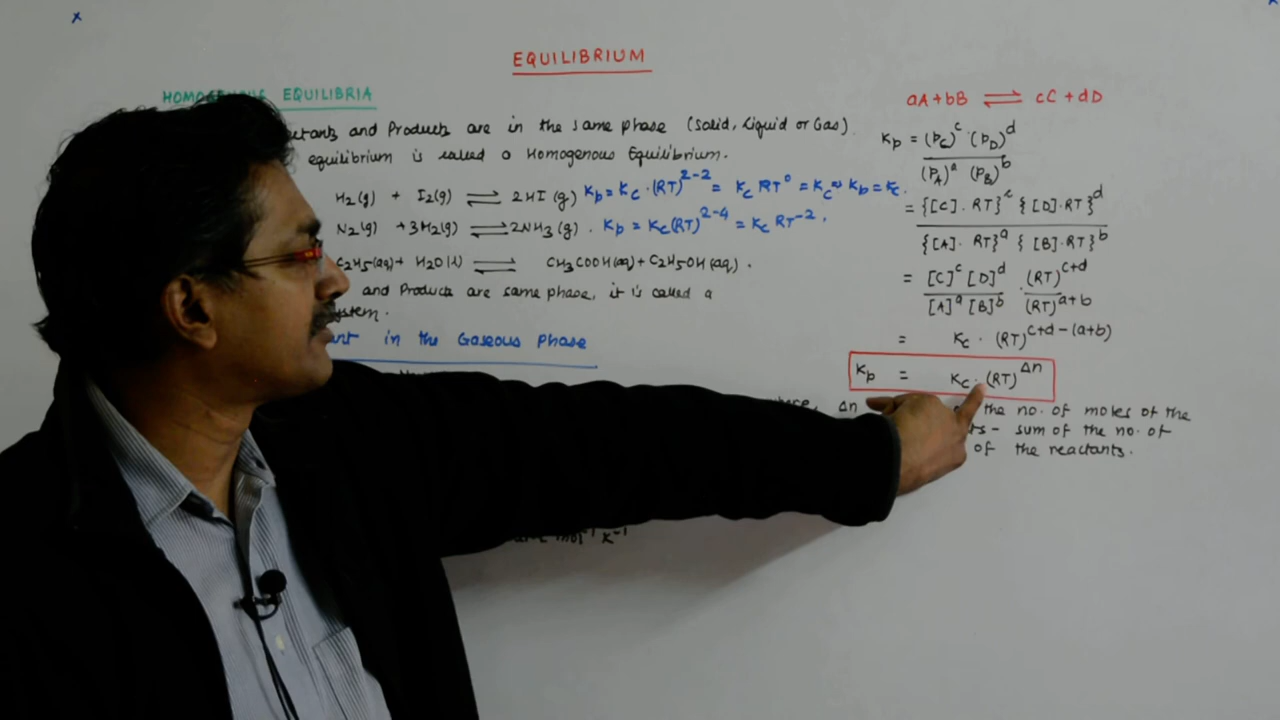 EQUILIBRIUM
EQUILIBRIA
and Products are in the same phase (Solid, Liquid or Gas)
equilibrium is called a Homogenous Equilibrium.
H₂(g) + I₂(g) ⇌ 2HI(g) Kp = Kc·(RT)²⁻² = Kc RT⁰ = Kc Kp = Kc.
N₂(g) + 3H₂(g) ⇌ 2NH₃(g). Kp = Kc(RT)²⁻⁴ = Kc RT⁻².
C₂H₅(aq) + H₂O(l) ⇌ CH₃COOH(aq) + C₂H₅OH(aq).
and Products are same phase, it is called a
in the Gaseous Phase
mol⁻¹ K⁻¹
aA + bB ⇌ cC + dD
Kp = (PC)ᶜ·(PD)ᵈ
(PA)ᵃ (PB)ᵇ
= {[C]·RT}ᶜ {[D]·RT}ᵈ
{[A]·RT}ᵃ {[B]·RT}ᵇ
= [C]ᶜ[D]ᵈ · (RT)ᶜ⁺ᵈ
[A]ᵃ[B]ᵇ (RT)ᵃ⁺ᵇ
= Kc · (RT)ᶜ⁺ᵈ⁻⁽ᵃ⁺ᵇ⁾
Kp = Kc·(RT)^Δn
Δn the no. of moles of the
- sum of the no. of
of the reactants.